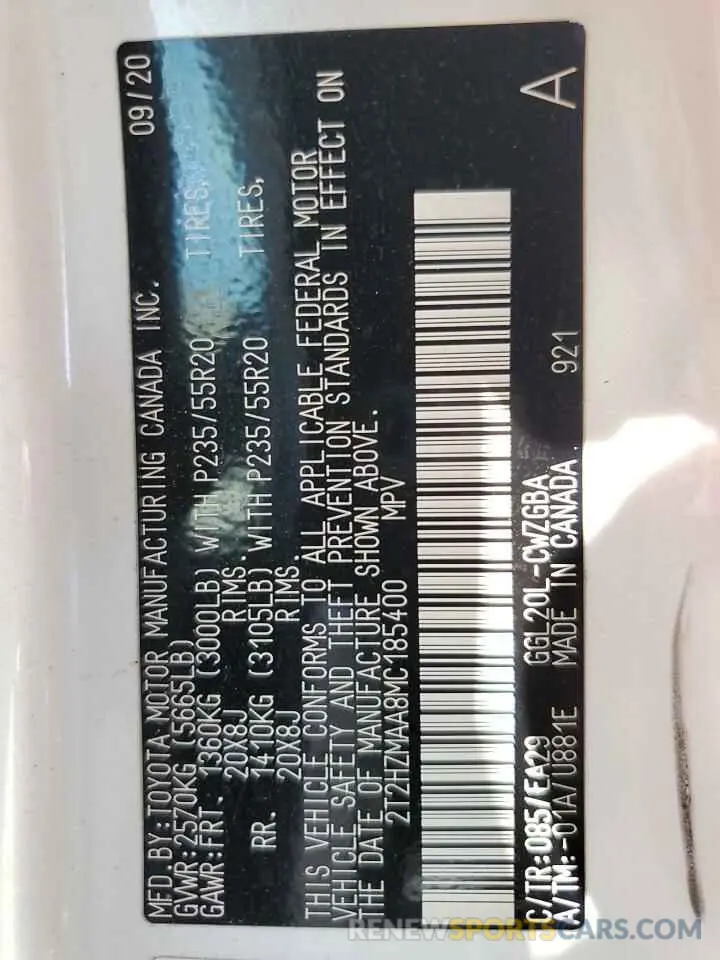 MFD. BY: TOYOTA MOTOR MANUFACTURING CANADA INC. 09/20
GVWR: 2570KG (5665LB)
GAWR: FRT. 1360KG (3000LB) WITH P235/55R20 TIRES,
20X8J RIMS.
RR. 1410KG (3105LB) WITH P235/55R20 TIRES,
20X8J RIMS.
THIS VEHICLE CONFORMS TO ALL APPLICABLE FEDERAL MOTOR
VEHICLE SAFETY AND THEFT PREVENTION STANDARDS IN EFFECT ON
THE DATE OF MANUFACTURE SHOWN ABOVE.
2T2HZMAA8MC185400 MPV
C/TR: 085/EA29 GGL20L-CWZGBA A
A/TM: -01A/U881E MADE IN CANADA. 921
RENEWSPORTSCARS.COM